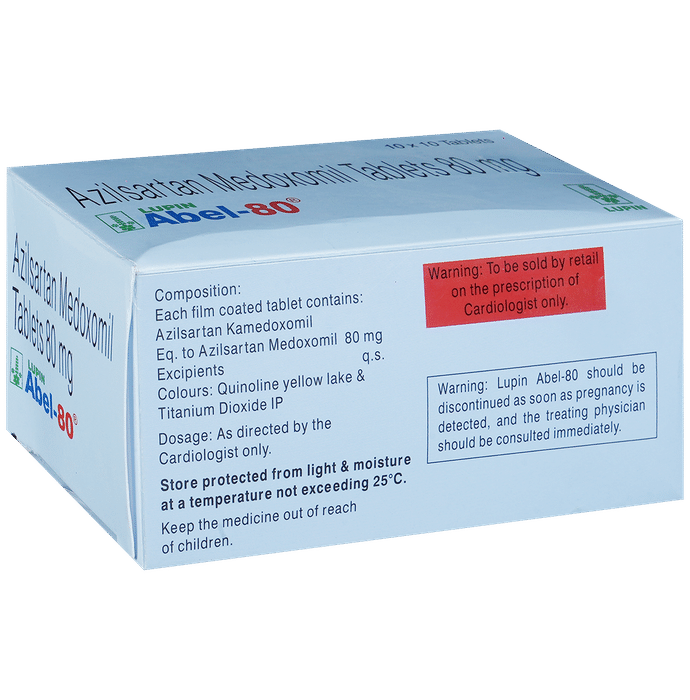 10 x 10 Tablets
Azilsartan Medoxomil Tablets 80 mg
LUPIN
Abel-80®
LUPIN
Azilsartan Medoxomil
Tablets 80 mg
LUPIN
Abel-80®
Composition:
Each film coated tablet contains:
Azilsartan Kamedoxomil
Eq. to Azilsartan Medoxomil 80 mg
Excipients q.s.
Colours: Quinoline yellow lake &
Titanium Dioxide IP
Dosage: As directed by the
Cardiologist only.
Store protected from light & moisture
at a temperature not exceeding 25°C.
Keep the medicine out of reach
of children.
Warning: To be sold by retail
on the prescription of
Cardiologist only.
Warning: Lupin Abel-80 should be
discontinued as soon as pregnancy is
detected, and the treating physician
should be consulted immediately.